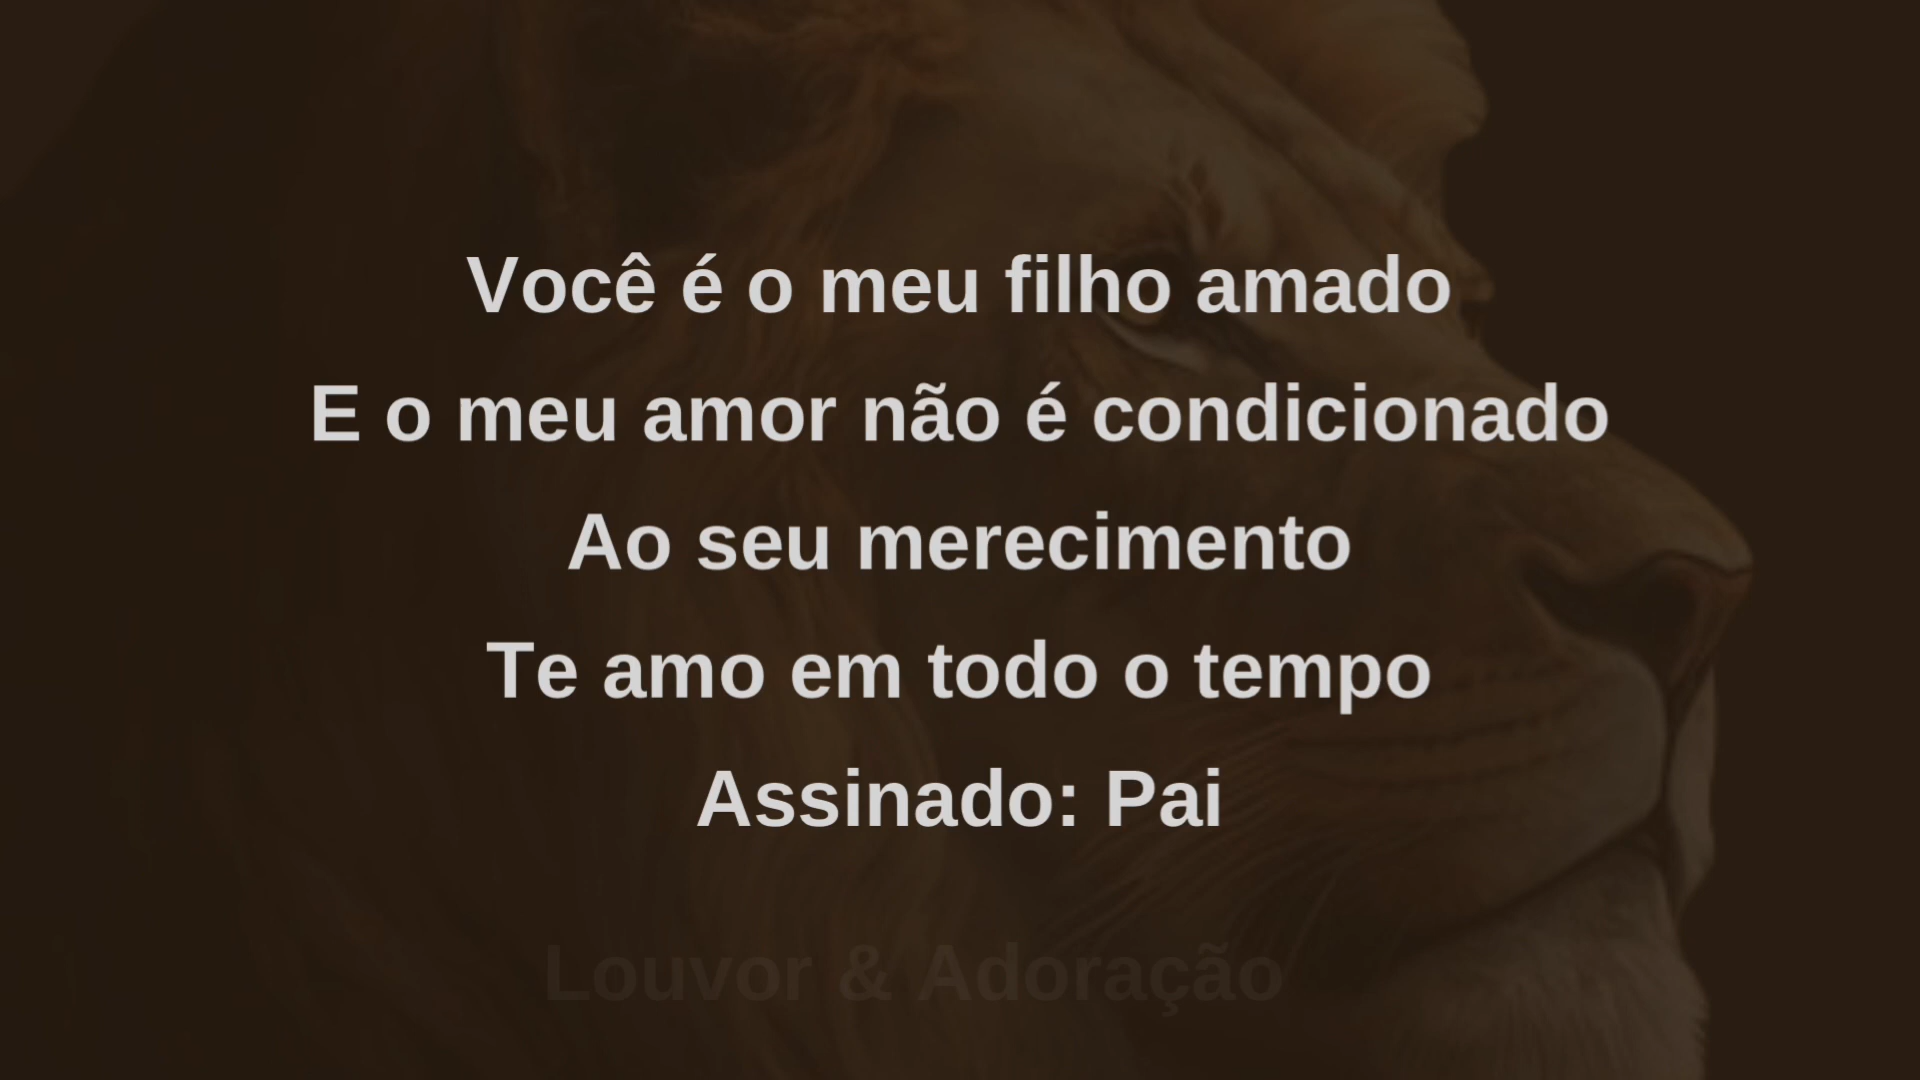 Você é o meu filho amado
E o meu amor não é condicionado
Ao seu merecimento
Te amo em todo o tempo
Assinado: Pai
Louvor & Adoração